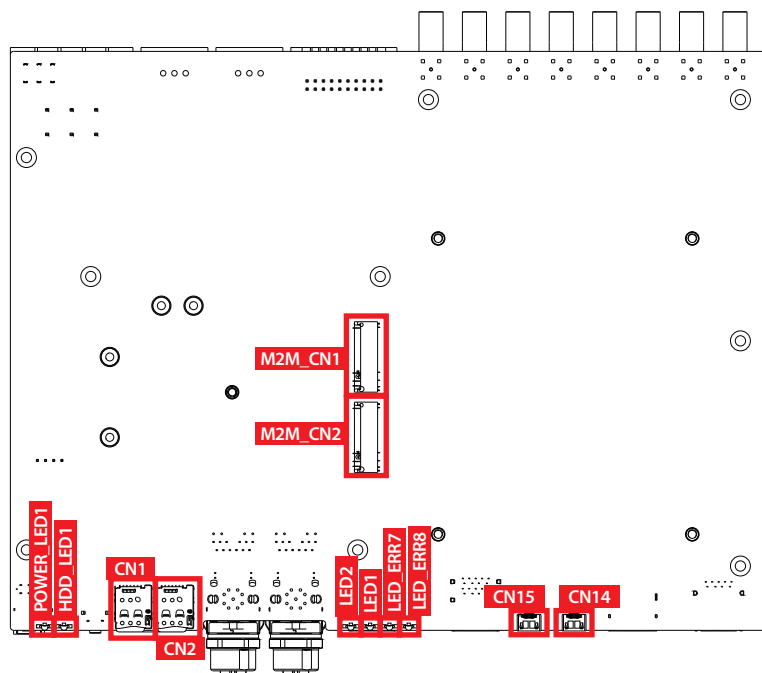 M2M_CN1
M2M_CN2
POWER_LED1
HDD_LED1
CN1
CN2
LED2
LED1
LED_ERR7
LED_ERR8
CN15
CN14